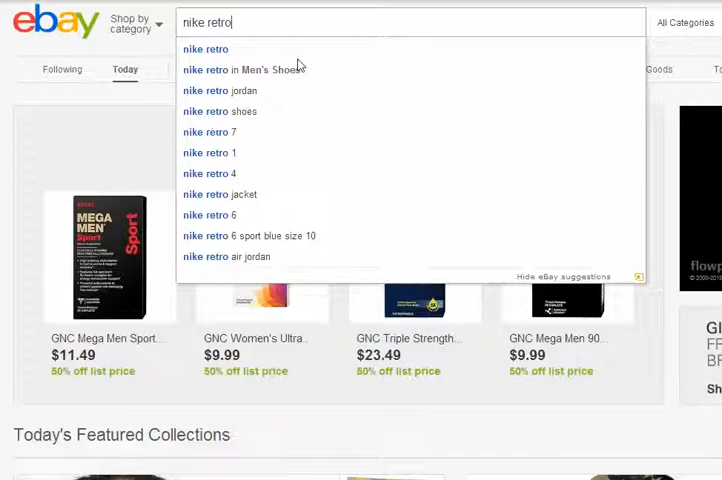 ebay
Shop by
category
nike retro
All Categories
nike retro
nike retro in Men's Shoes
nike retro jordan
nike retro shoes
nike retro 7
nike retro 1
nike retro 4
nike retro jacket
nike retro 6
nike retro 6 sport blue size 10
nike retro air jordan
Hide eBay suggestions
Following
Today
Goods
MEGA
MEN
Sport
Sport
GNC Mega Men Sport...
$11.49
50% off list price
GNC Women's Ultra...
$9.99
50% off list price
GNC Triple Strength...
$23.49
50% off list price
GNC Mega Men 90...
$9.99
50% off list price
flowp
Today's Featured Collections